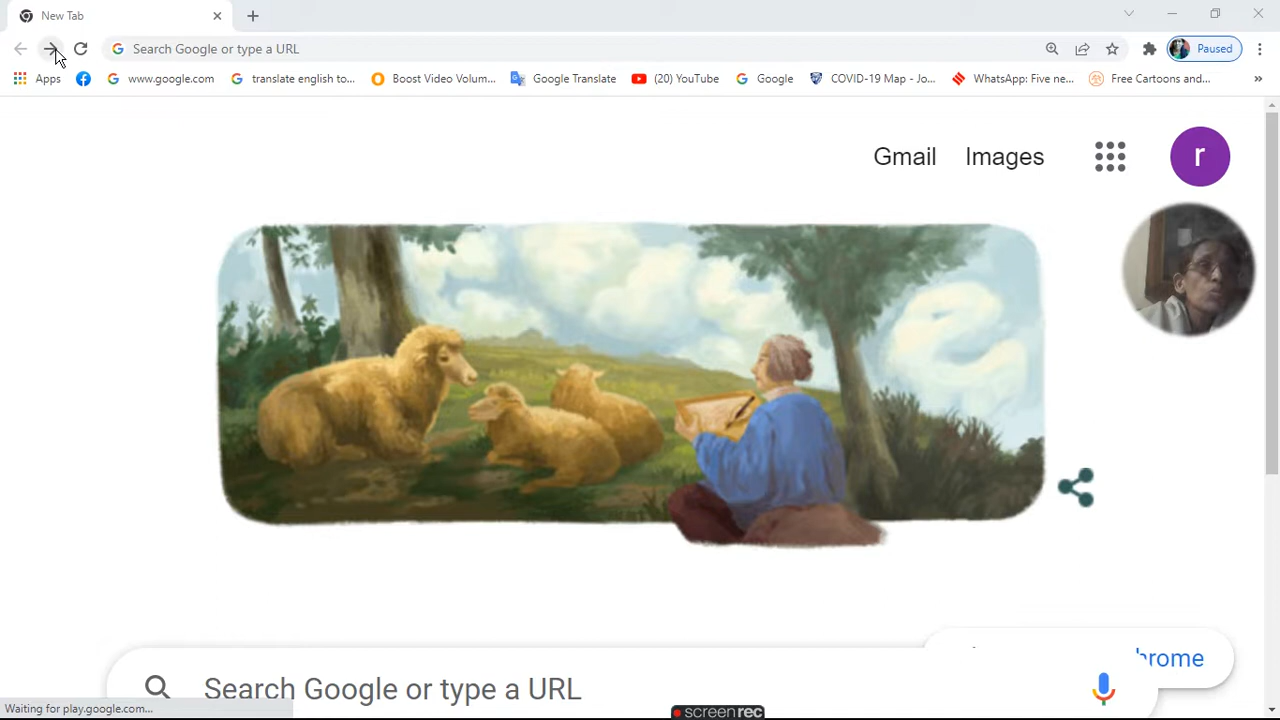 New Tab
Search Google or type a URL
Paused
Apps
www.google.com
translate english to...
Boost Video Volum...
Google Translate
(20) YouTube
Google
COVID-19 Map - Jo...
WhatsApp: Five ne...
Free Cartoons and...
Gmail
Images
r
hrome
Search Google or type a URL
Waiting for play.google.com...
screenrec